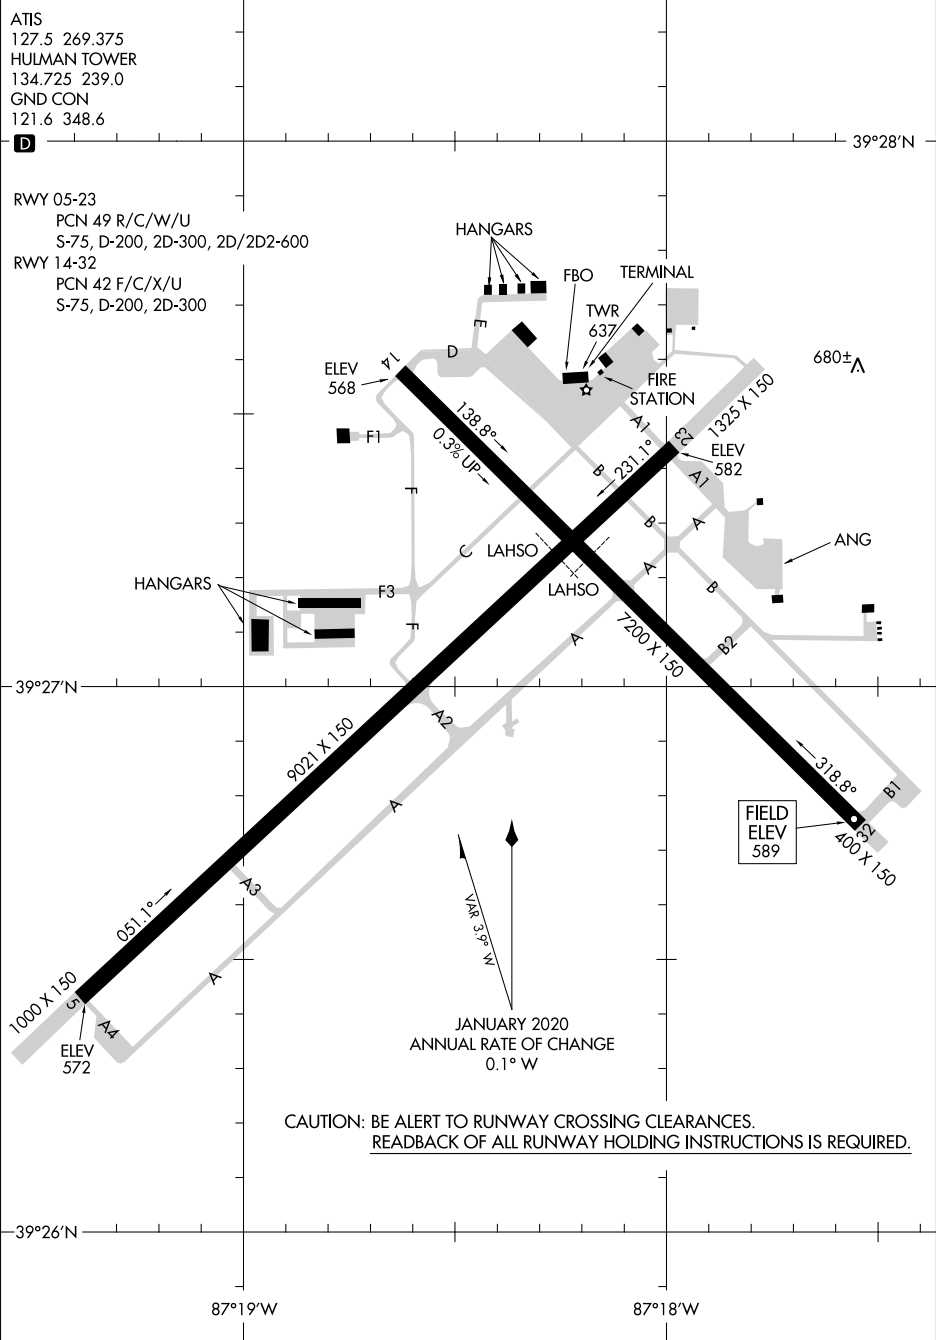 ATIS
127.5 269.375
HULMAN TOWER
134.725 239.0
GND CON
121.6 348.6
D
39°28'N
RWY 05-23
PCN 49 R/C/W/U
S-75, D-200, 2D-300, 2D/2D2-600
RWY 14-32
PCN 42 F/C/X/U
S-75, D-200, 2D-300
HANGARS
FBO
TERMINAL
TWR
637
E
D
14
ELEV
568
680±
FIRE
STATION
1325 X 150
138.8°
0.3% UP
A1
23
F1
231.1°
ELEV
582
B
A1
F
B
A
C
LAHSO
ANG
A
HANGARS
F3
LAHSO
B
F
7200 X 150
A
B2
39°27'N
A2
9021 X 150
318.8°
A
B1
FIELD
ELEV
589
32
400 X 150
A3
VAR 3.9° W
051.1°
A
1000 X 150
5
A4
ELEV
572
JANUARY 2020
ANNUAL RATE OF CHANGE
0.1° W
CAUTION: BE ALERT TO RUNWAY CROSSING CLEARANCES.
READBACK OF ALL RUNWAY HOLDING INSTRUCTIONS IS REQUIRED.
39°26'N
87°19'W
87°18'W